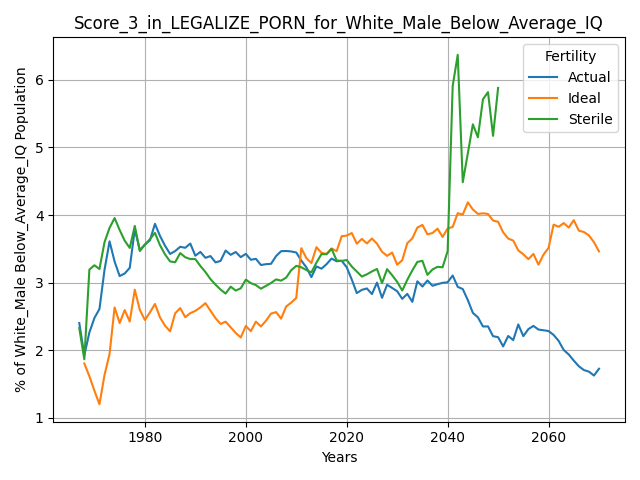 Score_3_in_LEGALIZE_PORN_for_White_Male_Below_Average_IQ
% of White_Male Below_Average_IQ Population
6
5
4
3
2
1
Fertility
Actual
Ideal
Sterile
1980
2000
2020
2040
2060
Years